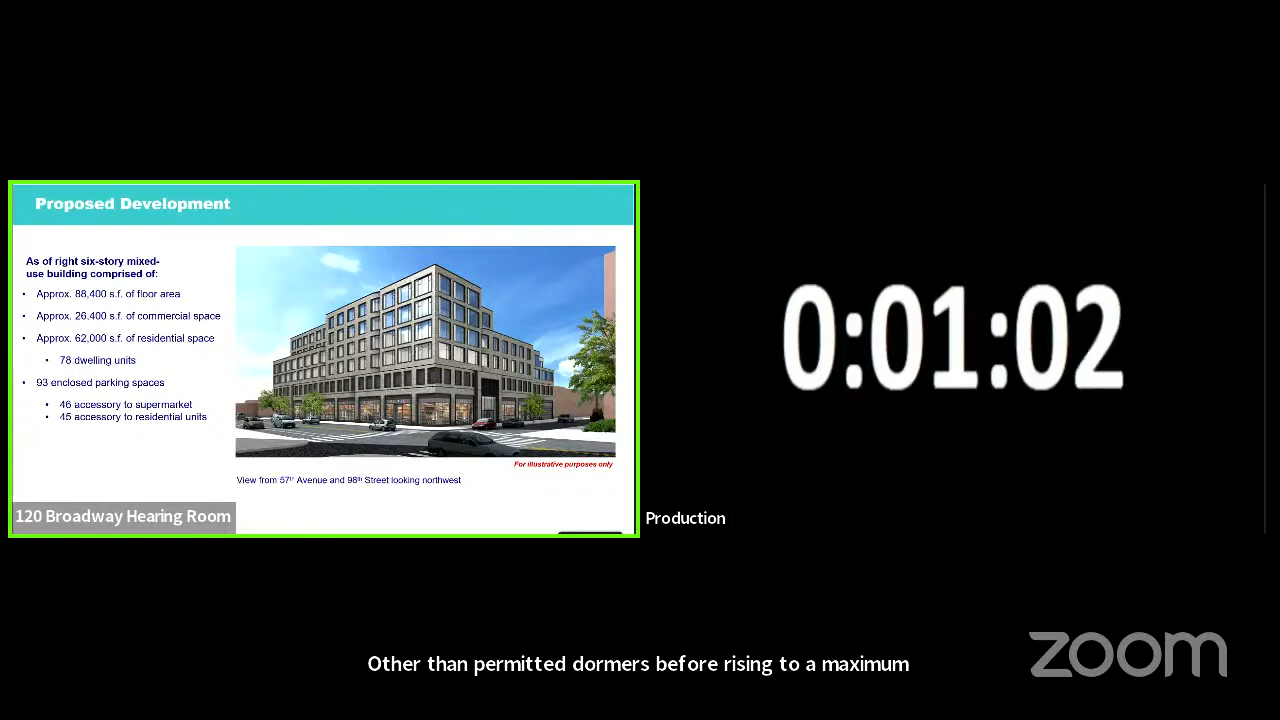 Proposed Development
As of right six-story mixed-
use building comprised of:
• Approx. 88,400 s.f. of floor area
• Approx. 26,400 s.f. of commercial space
• Approx. 62,000 s.f. of residential space
• 78 dwelling units
• 93 enclosed parking spaces
• 46 accessory to supermarket
• 45 accessory to residential units
For illustrative purposes only
View from 57th Avenue and 98th Street looking northwest
120 Broadway Hearing Room
0:01:02
Production
Other than permitted dormers before rising to a maximum
zoom